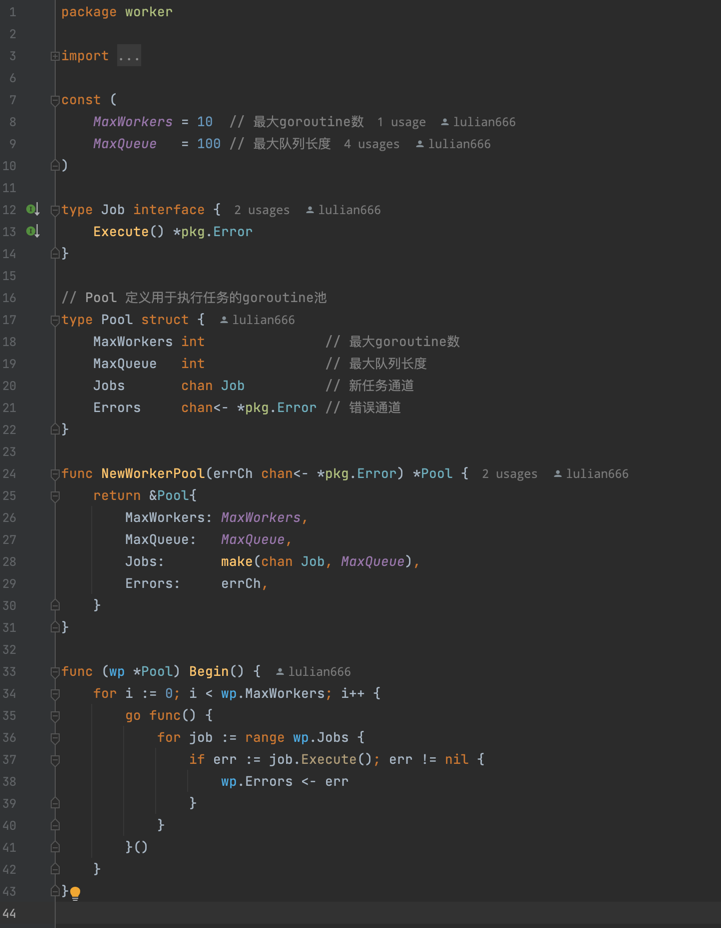 1 package worker
2
3 import ...
6
7 const (
8     MaxWorkers = 10  // 最大goroutine数  1 usage  lulian666
9     MaxQueue   = 100 // 最大队列长度  4 usages  lulian666
10 )
11
12 type Job interface {  2 usages  lulian666
13     Execute() *pkg.Error
14 }
15
16 // Pool 定义用于执行任务的goroutine池
17 type Pool struct {  lulian666
18     MaxWorkers int               // 最大goroutine数
19     MaxQueue   int               // 最大队列长度
20     Jobs       chan Job          // 新任务通道
21     Errors     chan<- *pkg.Error // 错误通道
22 }
23
24 func NewWorkerPool(errCh chan<- *pkg.Error) *Pool {  2 usages  lulian666
25     return &Pool{
26         MaxWorkers: MaxWorkers,
27         MaxQueue:   MaxQueue,
28         Jobs:       make(chan Job, MaxQueue),
29         Errors:     errCh,
30     }
31 }
32
33 func (wp *Pool) Begin() {  lulian666
34     for i := 0; i < wp.MaxWorkers; i++ {
35         go func() {
36             for job := range wp.Jobs {
37                 if err := job.Execute(); err != nil {
38                     wp.Errors <- err
39                 }
40             }
41         }()
42     }
43 }
44